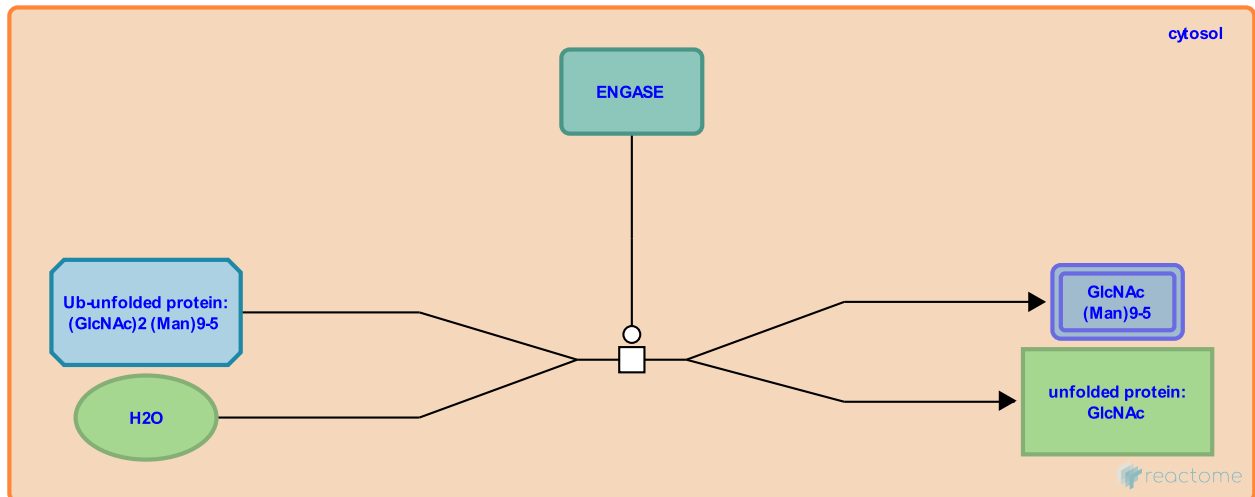 cytosol
ENGASE
Ub-unfolded protein:
(GlcNAc)2 (Man)9-5
H2O
GlcNAc
(Man)9-5
unfolded protein:
GlcNAc
reactome